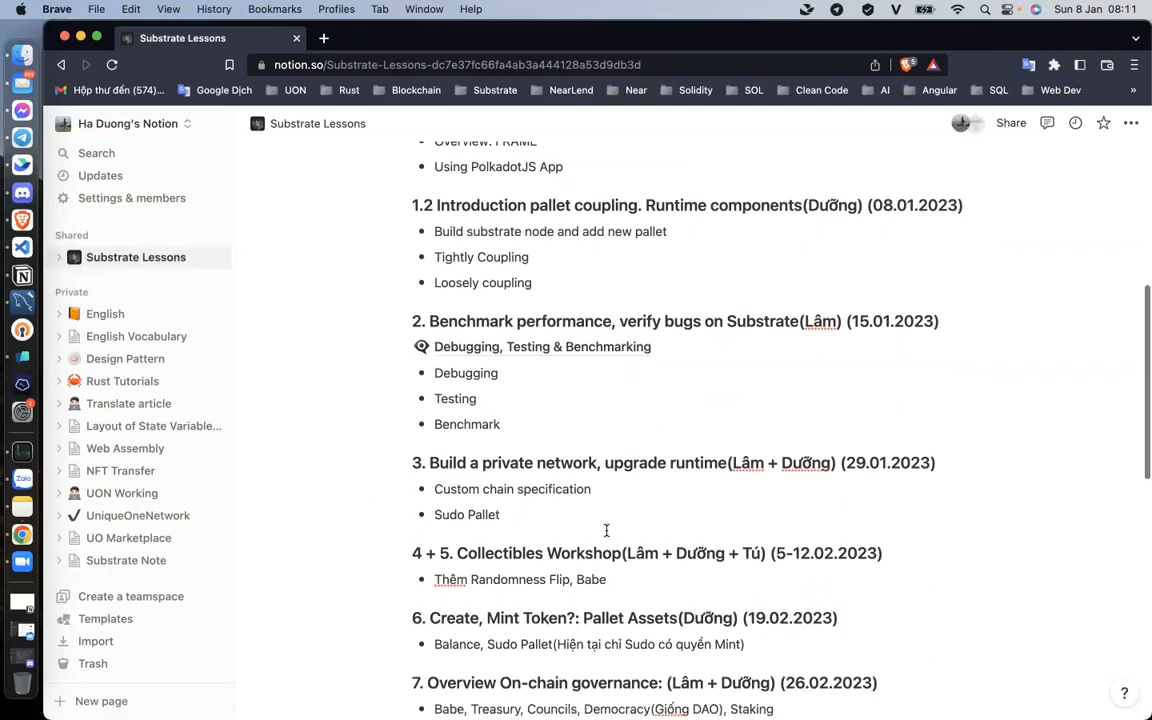 Brave File Edit View History Bookmarks Profiles Tab Window Help Sun 8 Jan 08:11
Substrate Lessons
notion.so/Substrate-Lessons-dc7e37fc66fa4ab3a444128a53d9db3d
Hộp thư đến (574)... Google Dịch UON Rust Blockchain Substrate NearLend Near Solidity SOL Clean Code AI Angular SQL Web Dev »
Ha Duong's Notion
Substrate Lessons
Share
Search
Updates
Settings & members
Shared
Substrate Lessons
Private
English
English Vocabulary
Design Pattern
Rust Tutorials
Translate article
Layout of State Variable...
Web Assembly
NFT Transfer
UON Working
UniqueOneNetwork
UO Marketplace
Substrate Note
Create a teamspace
Templates
Import
Trash
New page
Overview: FRAME
Using PolkadotJS App
1.2 Introduction pallet coupling. Runtime components(Dưỡng) (08.01.2023)
Build substrate node and add new pallet
Tightly Coupling
Loosely coupling
2. Benchmark performance, verify bugs on Substrate(Lâm) (15.01.2023)
Debugging, Testing & Benchmarking
Debugging
Testing
Benchmark
3. Build a private network, upgrade runtime(Lâm + Dưỡng) (29.01.2023)
Custom chain specification
Sudo Pallet
4 + 5. Collectibles Workshop(Lâm + Dưỡng + Tú) (5-12.02.2023)
Thêm Randomness Flip, Babe
6. Create, Mint Token?: Pallet Assets(Dưỡng) (19.02.2023)
Balance, Sudo Pallet(Hiện tại chỉ Sudo có quyền Mint)
7. Overview On-chain governance: (Lâm + Dưỡng) (26.02.2023)
Babe, Treasury, Councils, Democracy(Giống DAO), Staking
?